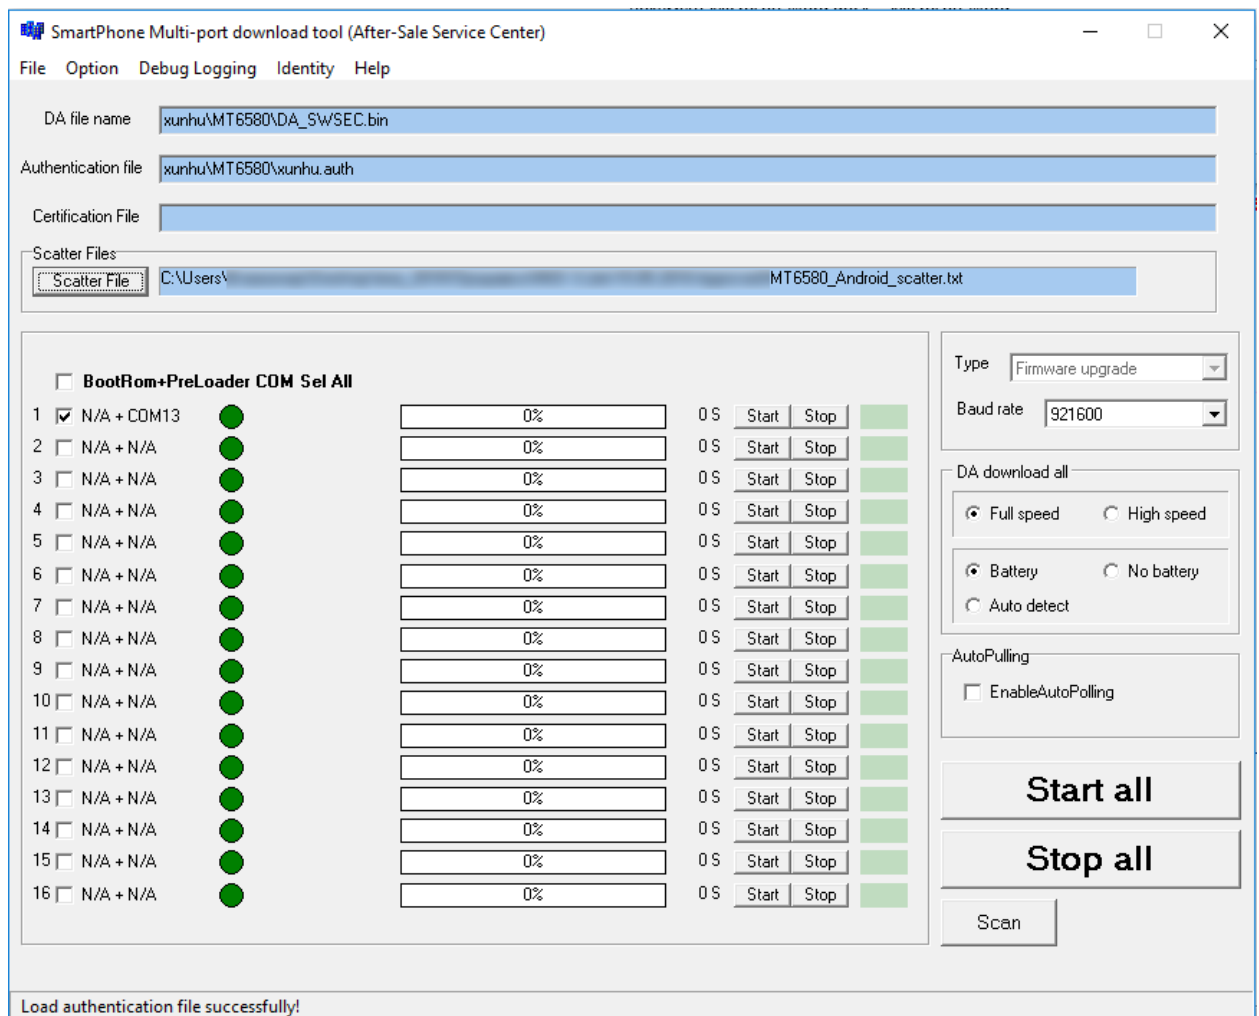 SmartPhone Multi-port download tool (After-Sale Service Center)
File Option Debug Logging Identity Help
DA file name xunhu\MT6580\DA_SWSEC.bin
Authentication file xunhu\MT6580\xunhu.auth
Certification File
Scatter Files
Scatter File C:\Users\ MT6580_Android_scatter.txt
BootRom+PreLoader COM Sel All
1 N/A + COM13 0% 0 S Start Stop
2 N/A + N/A 0% 0 S Start Stop
3 N/A + N/A 0% 0 S Start Stop
4 N/A + N/A 0% 0 S Start Stop
5 N/A + N/A 0% 0 S Start Stop
6 N/A + N/A 0% 0 S Start Stop
7 N/A + N/A 0% 0 S Start Stop
8 N/A + N/A 0% 0 S Start Stop
9 N/A + N/A 0% 0 S Start Stop
10 N/A + N/A 0% 0 S Start Stop
11 N/A + N/A 0% 0 S Start Stop
12 N/A + N/A 0% 0 S Start Stop
13 N/A + N/A 0% 0 S Start Stop
14 N/A + N/A 0% 0 S Start Stop
15 N/A + N/A 0% 0 S Start Stop
16 N/A + N/A 0% 0 S Start Stop
Type Firmware upgrade
Baud rate 921600
DA download all
Full speed High speed
Battery No battery
Auto detect
AutoPulling
EnableAutoPolling
Start all
Stop all
Scan
Load authentication file successfully!